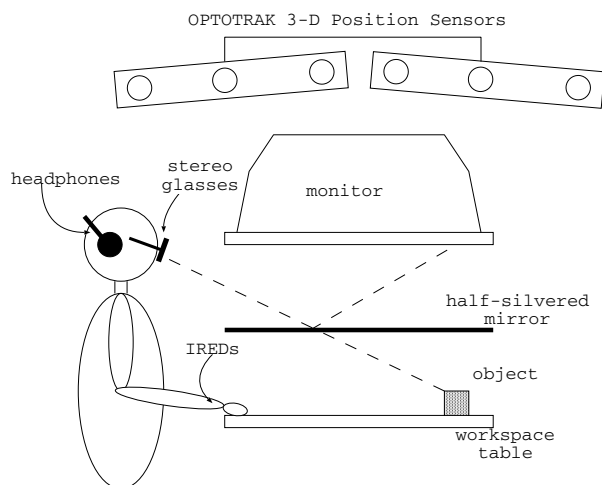 OPTOTRAK 3-D Position Sensors
stereo
glasses
headphones
monitor
half-silvered
mirror
IREDs
object
workspace
table